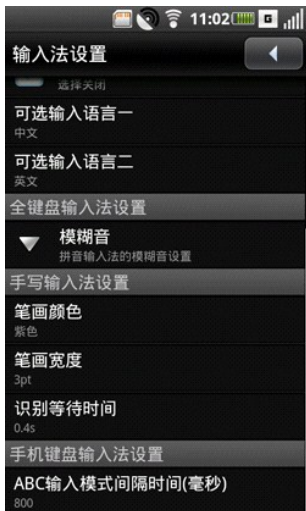 11:02
输入法设置
选择关闭
可选输入语言一
中文
可选输入语言二
英文
全键盘输入法设置
模糊音
拼音输入法的模糊音设置
手写输入法设置
笔画颜色
紫色
笔画宽度
3pt
识别等待时间
0.4s
手机键盘输入法设置
ABC输入模式间隔时间(毫秒)
800